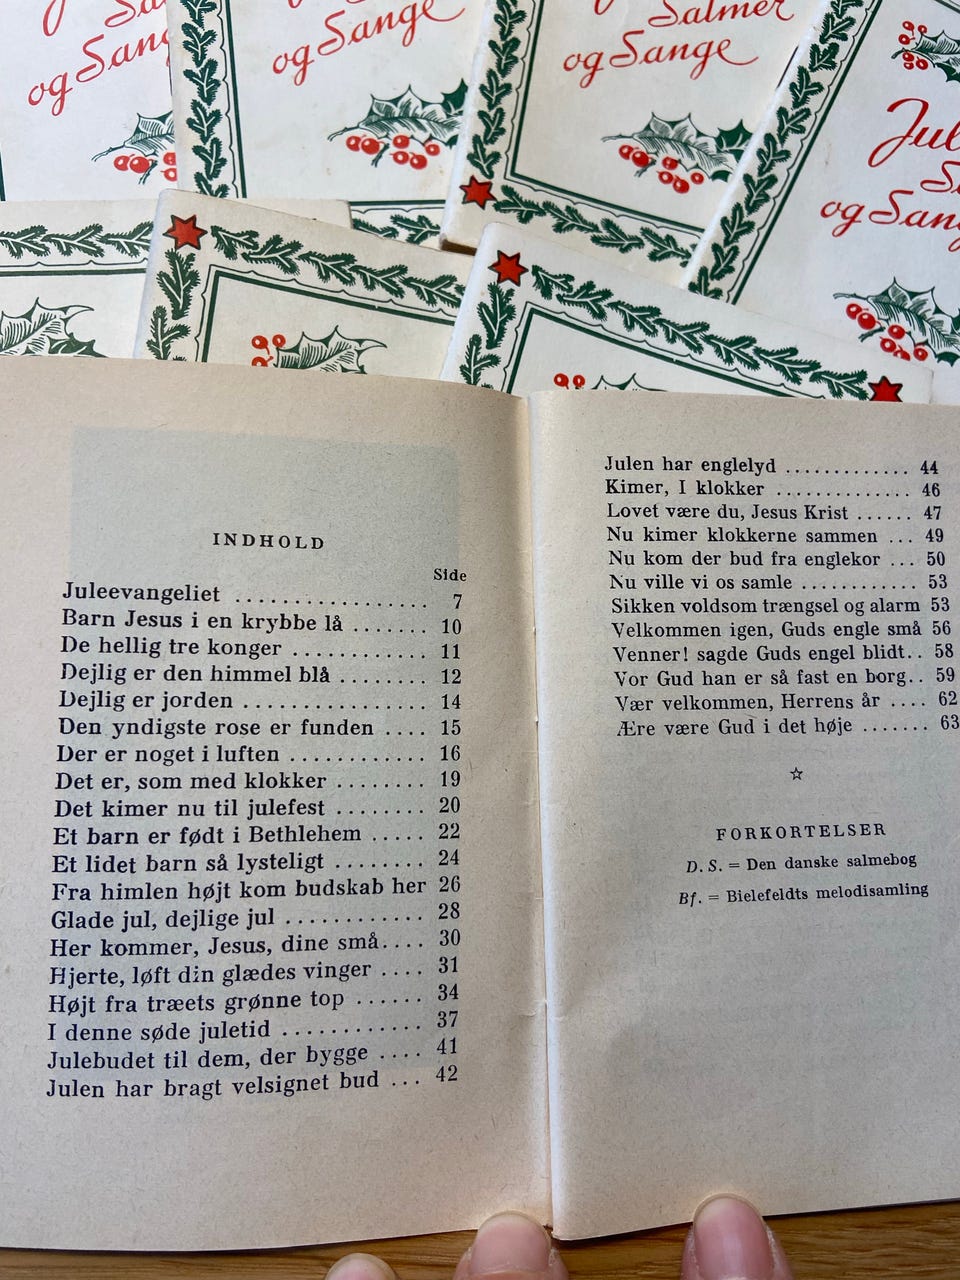 Sal
og Sang
og Sange
Salmer
og Sange
Jul
S
og Sang
INDHOLD
Side
Juleevangeliet .................. 7
Barn Jesus i en krybbe lå ....... 10
De hellig tre konger ............ 11
Dejlig er den himmel blå ........ 12
Dejlig er jorden ................ 14
Den yndigste rose er funden .... 15
Der er noget i luften ............ 16
Det er, som med klokker ........ 19
Det kimer nu til julefest ........ 20
Et barn er født i Bethlehem ..... 22
Et lidet barn så lysteligt ........ 24
Fra himlen højt kom budskab her 26
Glade jul, dejlige jul ............ 28
Her kommer, Jesus, dine små.... 30
Hjerte, løft din glædes vinger .... 31
Højt fra træets grønne top ...... 34
I denne søde juletid ............ 37
Julebudet til dem, der bygge .... 41
Julen har bragt velsignet bud ... 42
Julen har englelyd ............. 44
Kimer, I klokker .............. 46
Lovet være du, Jesus Krist ...... 47
Nu kimer klokkerne sammen ... 49
Nu kom der bud fra englekor ... 50
Nu ville vi os samle ............ 53
Sikken voldsom trængsel og alarm 53
Velkommen igen, Guds engle små 56
Venner! sagde Guds engel blidt.. 58
Vor Gud han er så fast en borg.. 59
Vær velkommen, Herrens år .... 62
Ære være Gud i det høje ....... 63
FORKORTELSER
D. S. = Den danske salmebog
Bf. = Bielefeldts melodisamling